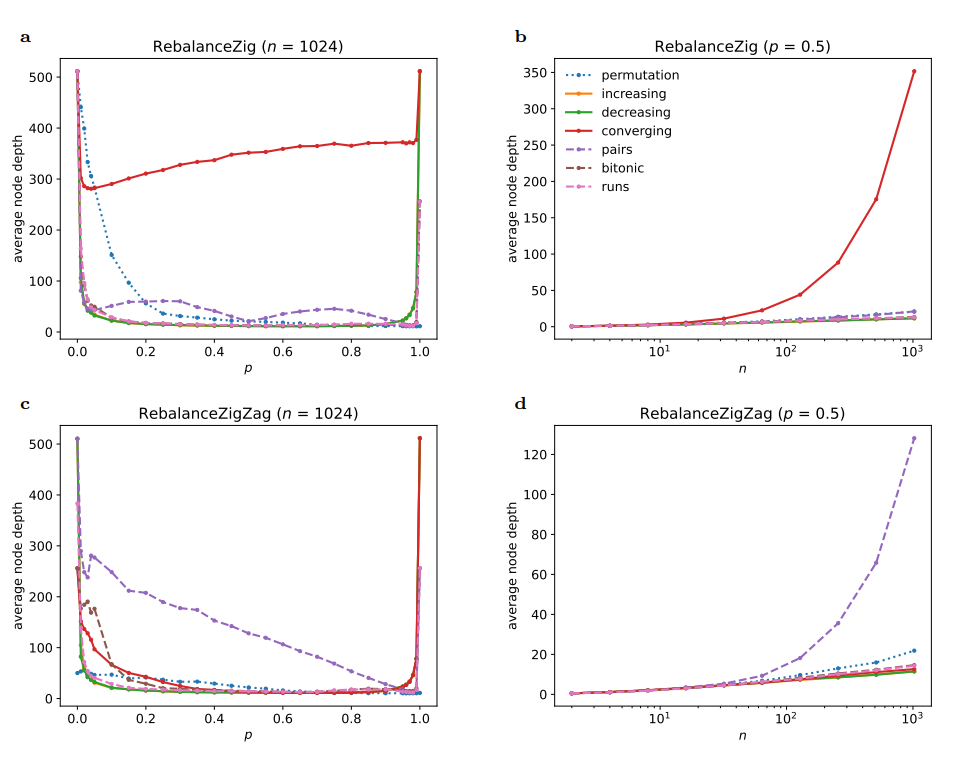 a
RebalanceZig (n = 1024)
average node depth
500
400
300
200
100
0
0.0 0.2 0.4 0.6 0.8 1.0
p
b
RebalanceZig (p = 0.5)
average node depth
350
300
250
200
150
100
50
0
permutation
increasing
decreasing
converging
pairs
bitonic
runs
10¹ 10² 10³
n
c
RebalanceZigZag (n = 1024)
average node depth
500
400
300
200
100
0
0.0 0.2 0.4 0.6 0.8 1.0
p
d
RebalanceZigZag (p = 0.5)
average node depth
120
100
80
60
40
20
0
10¹ 10² 10³
n